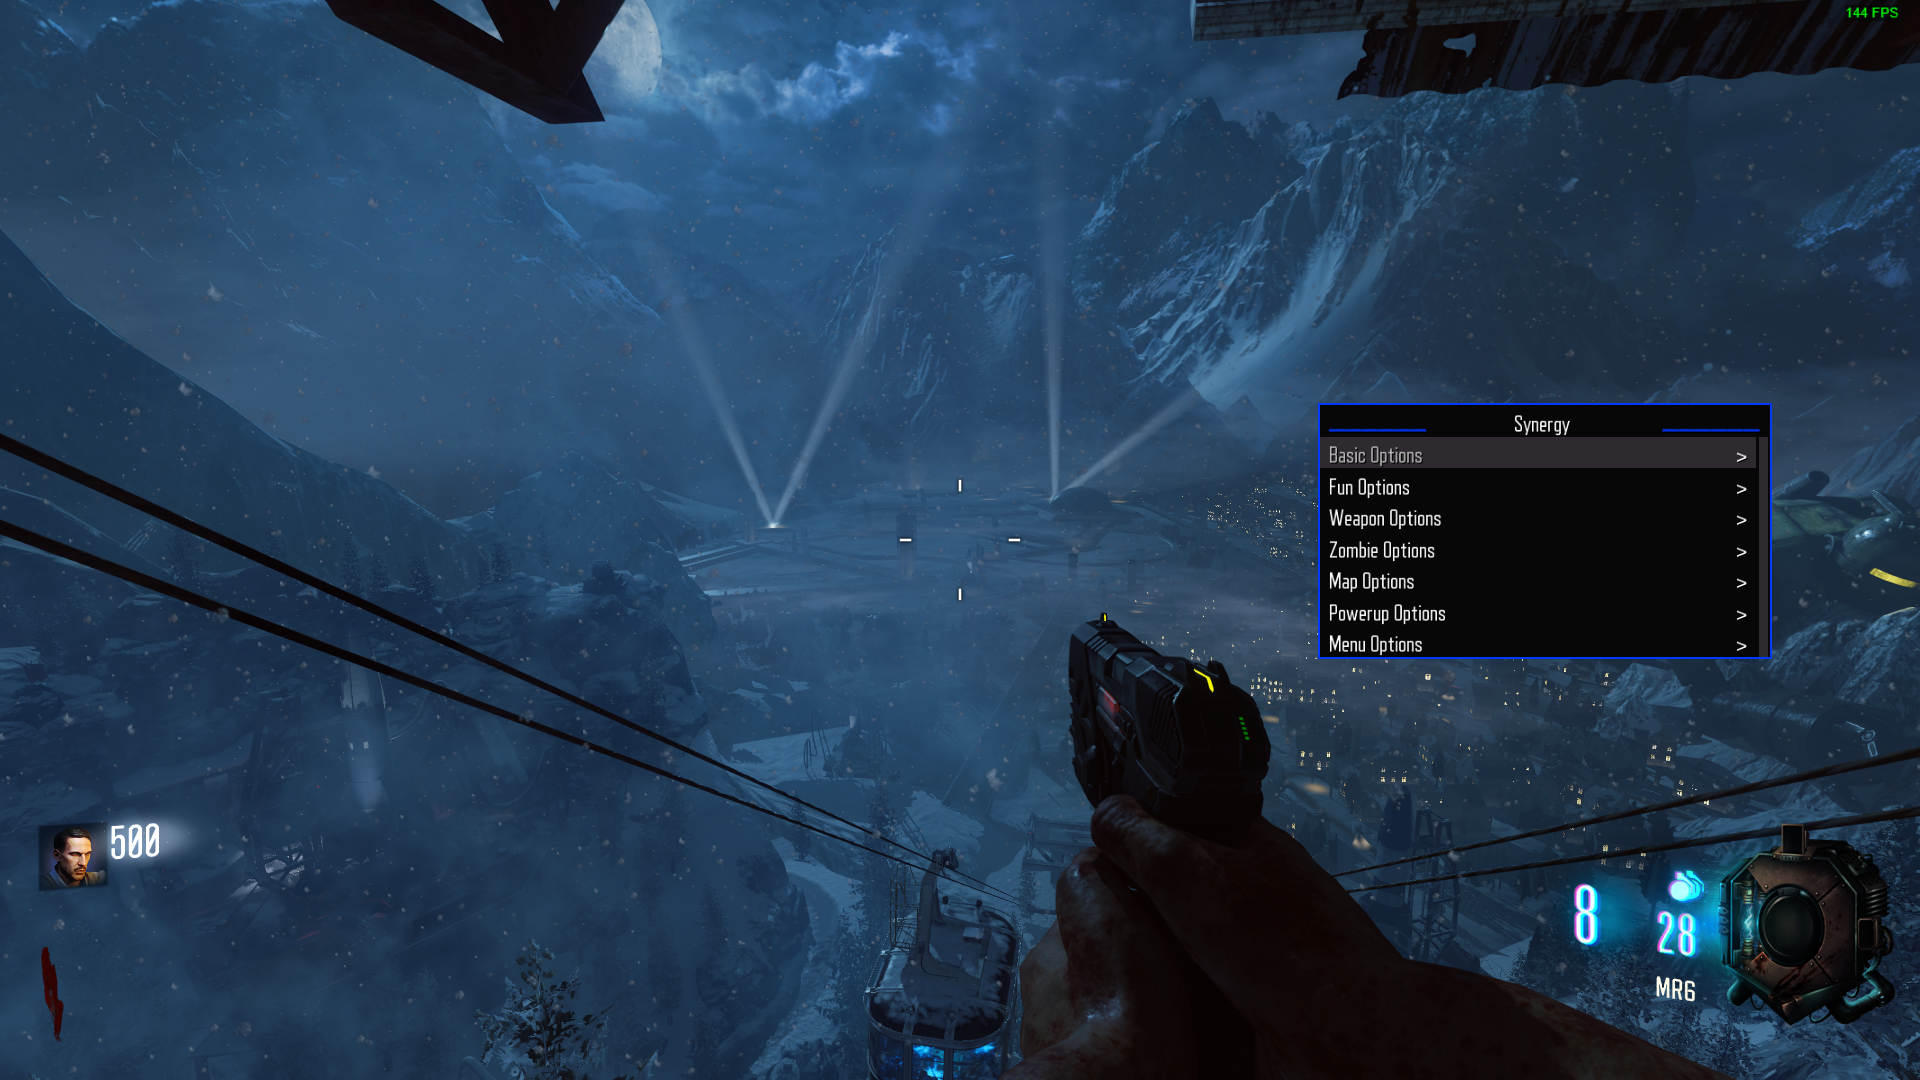 144 FPS
Synergy
Basic Options >
Fun Options >
Weapon Options >
Zombie Options >
Map Options >
Powerup Options >
Menu Options >
500
8
28
MR6